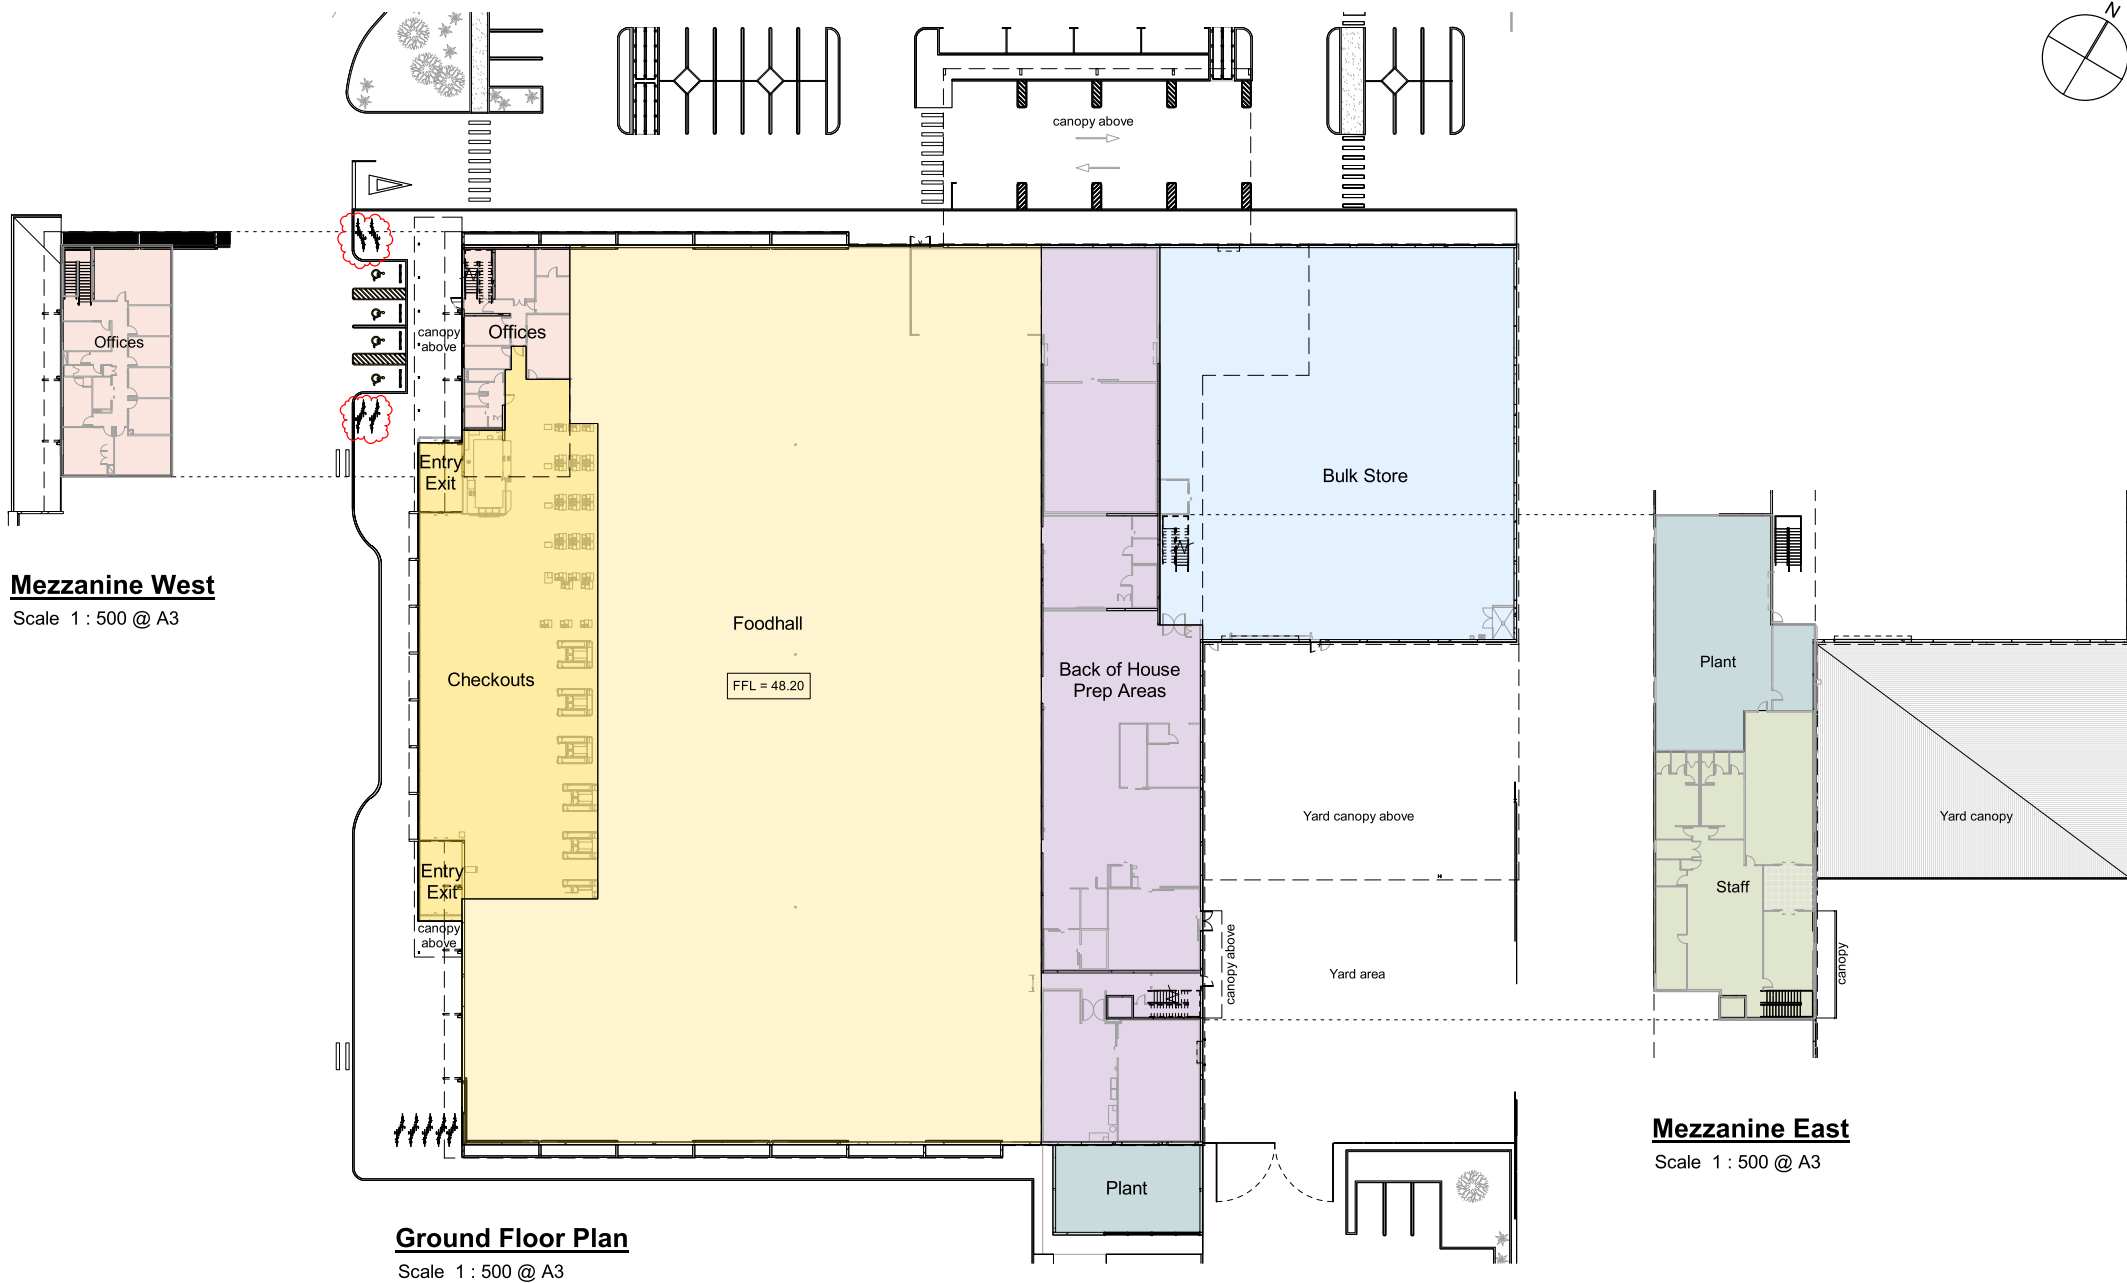 N
canopy above
canopy
above
Offices
Offices
Entry
Exit
Bulk Store
Mezzanine West
Scale 1 : 500 @ A3
Foodhall
FFL = 48.20
Checkouts
Back of House
Prep Areas
Plant
Yard canopy above
Yard canopy
Entry
Exit
Staff
canopy
above
canopy above
Yard area
canopy
Mezzanine East
Scale 1 : 500 @ A3
Plant
Ground Floor Plan
Scale 1 : 500 @ A3